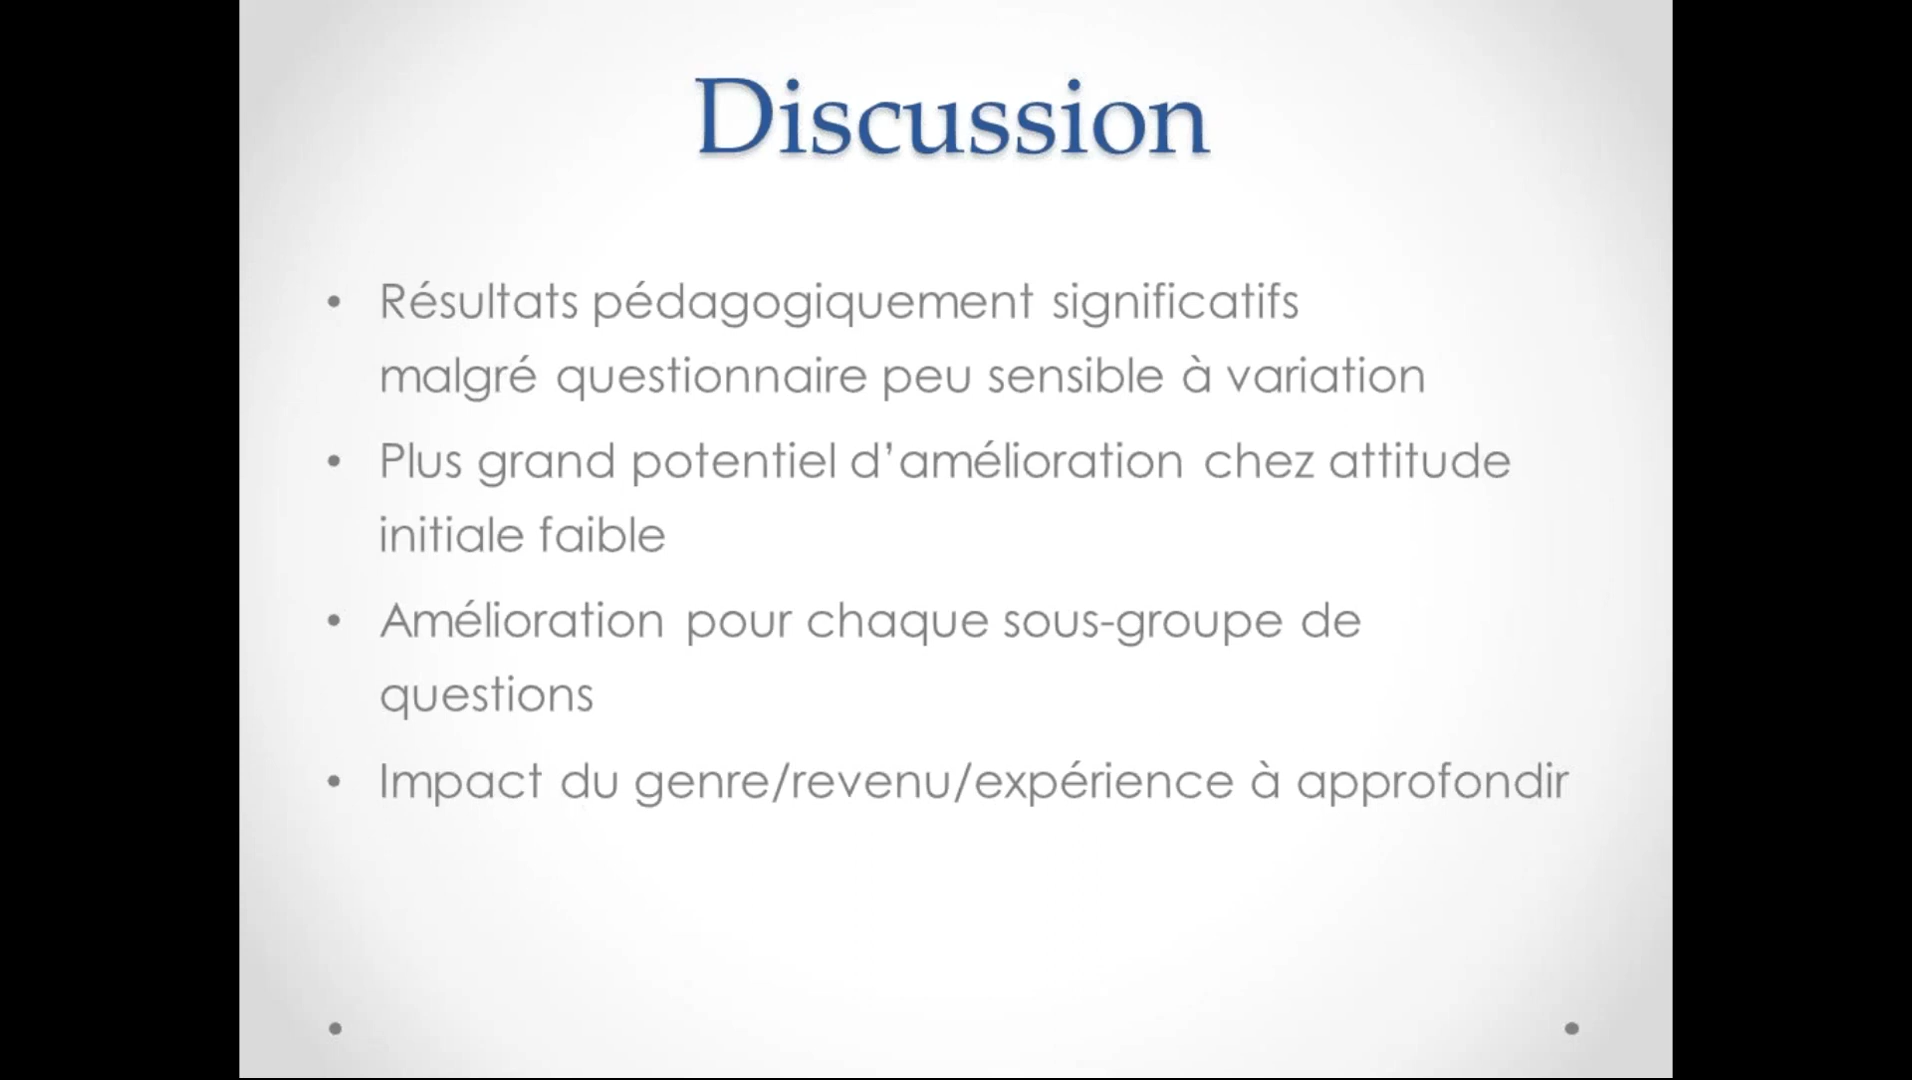 Discussion
• Résultats pédagogiquement significatifs
malgré questionnaire peu sensible à variation
• Plus grand potentiel d’amélioration chez attitude
initiale faible
• Amélioration pour chaque sous-groupe de
questions
• Impact du genre/revenu/expérience à approfondir